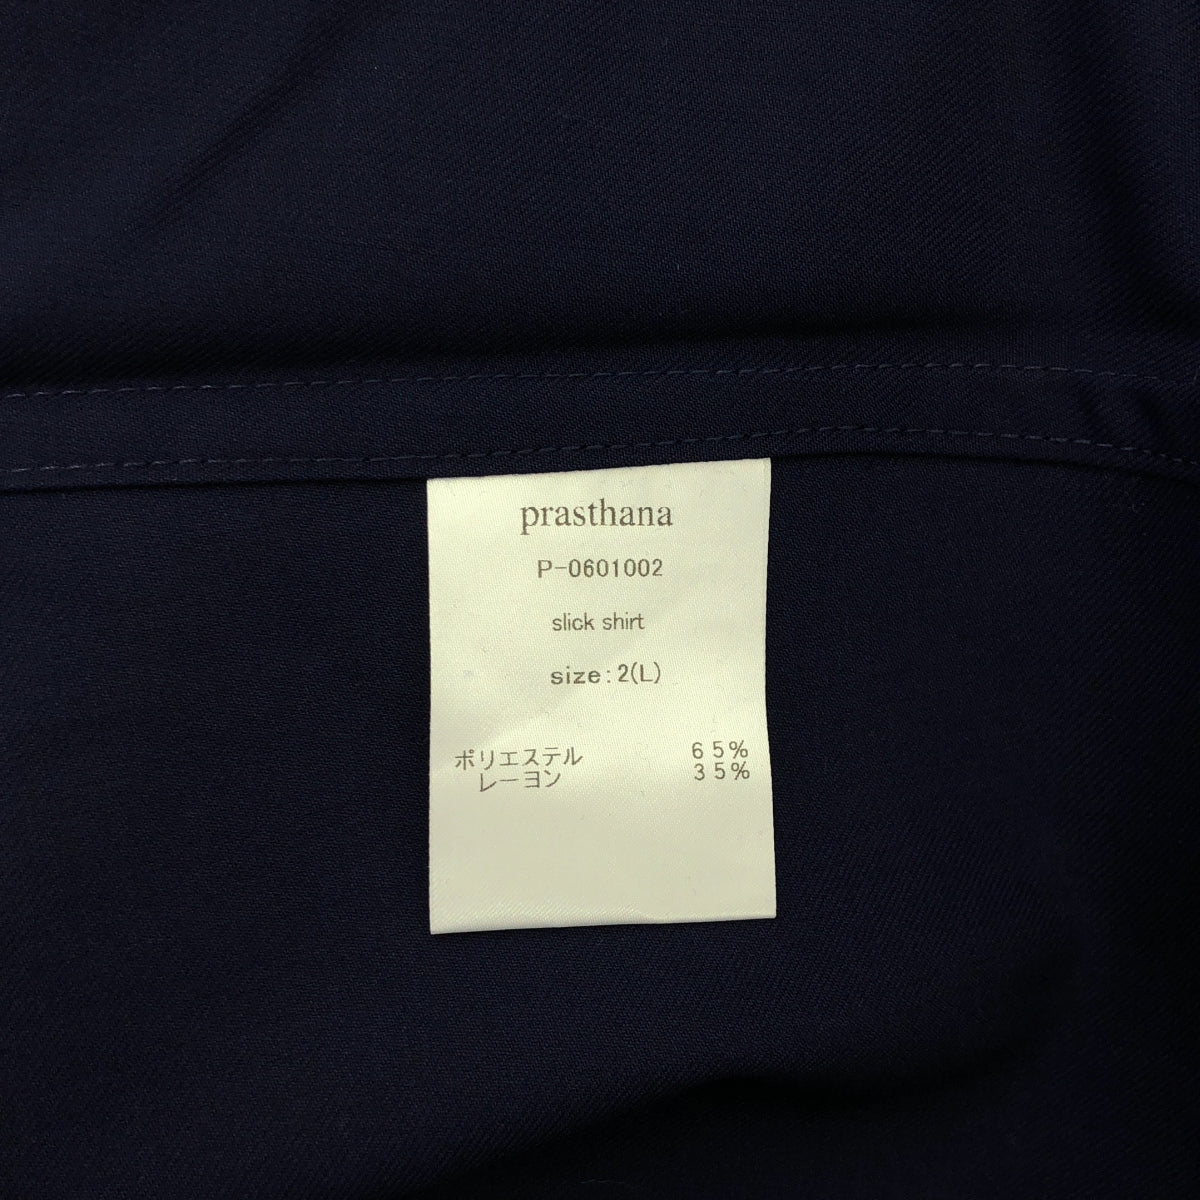 prasthana
P-0601002
slick shirt
size:2(L)
ポリエステル 65%
レーヨン 35%